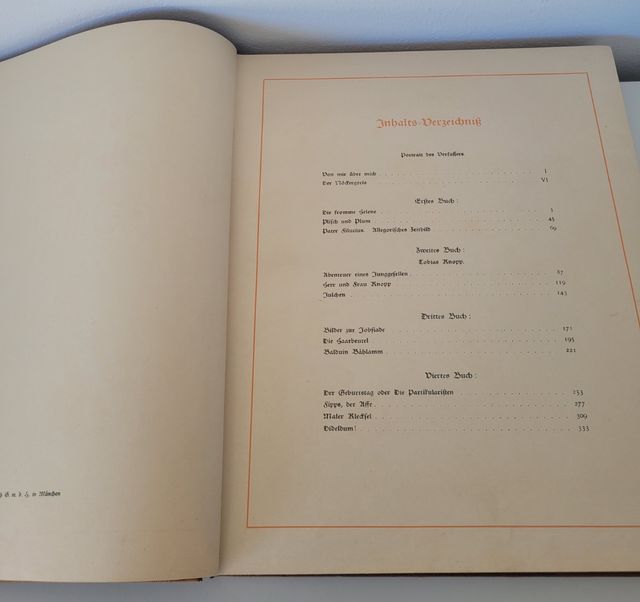 G. m. b. H. in München
Inhalts-Verzeichniß
Portrait des Verfassers.
Von mir über mich I
Der Nöckergreis VI
Erstes Buch:
Die fromme Helene 1
Plisch und Plum 45
Pater Filucius. Allegorisches Zeitbild 69
Zweites Buch:
Tobias Knopp.
Abenteuer eines Junggesellen 87
Herr und Frau Knopp 119
Julchen 143
Drittes Buch:
Bilder zur Jobsiade 171
Die Haarbeutel 195
Balduin Bählamm 221
Viertes Buch:
Der Geburtstag oder Die Partikularisten 253
Fipps, der Affe 277
Maler Klecksel 309
Dideldum! 333